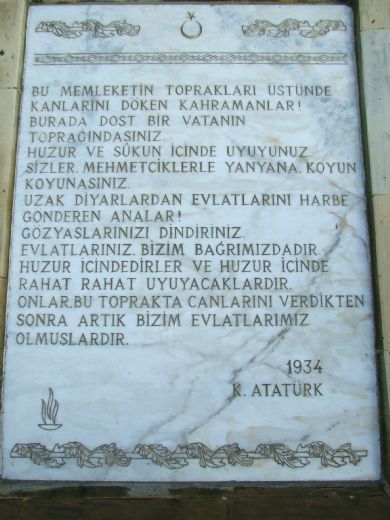 BU MEMLEKETİN TOPRAKLARI ÜSTÜNDE
KANLARINI DÖKEN KAHRAMANLAR!
BURADA DOST BİR VATANIN
TOPRAĞINDASINIZ.
HUZUR VE SÜKUN İÇİNDE UYUYUNUZ.
SİZLER, MEHMETÇİKLERLE YANYANA, KOYUN
KOYUNASINIZ.
UZAK DİYARLARDAN EVLATLARINI HARBE
GÖNDEREN ANALAR!
GÖZYAŞLARINIZI DİNDİRİNİZ.
EVLATLARINIZ, BİZİM BAĞRIMIZDADIR.
HUZUR İÇİNDEDİRLER VE HUZUR İÇİNDE
RAHAT RAHAT UYUYACAKLARDIR.
ONLAR, BU TOPRAKTA CANLARINI VERDİKTEN
SONRA ARTIK BİZİM EVLATLARIMIZ
OLMUSLARDIR.
1934
K. ATATÜRK